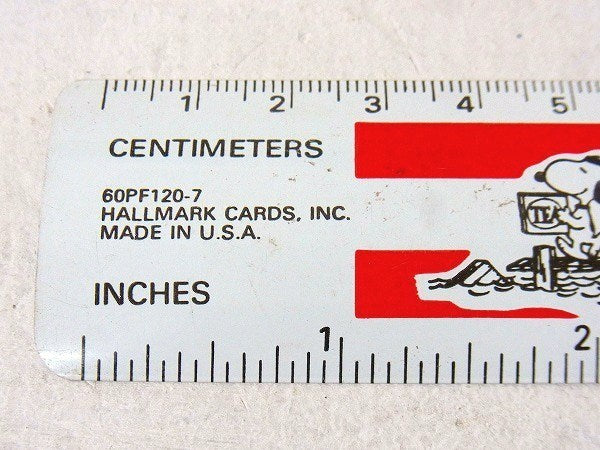 1 2 3 4 5
CENTIMETERS
60PF120-7
HALLMARK CARDS, INC.
MADE IN U.S.A.
TEA
INCHES
1 2